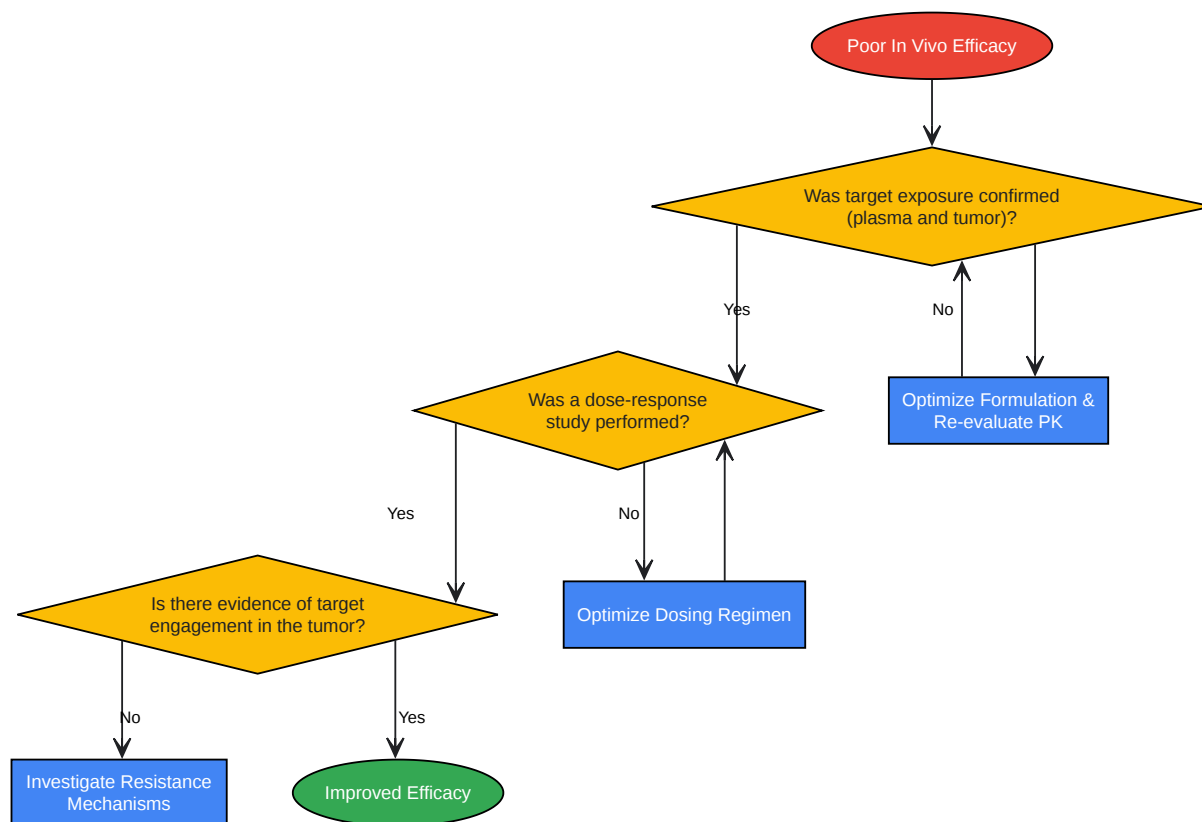 Poor In Vivo Efficacy
Was target exposure confirmed
(plasma and tumor)?
Yes
No
Optimize Formulation &
Re-evaluate PK
Was a dose-response
study performed?
Yes
No
Optimize Dosing Regimen
Is there evidence of target
engagement in the tumor?
No
Yes
Investigate Resistance
Mechanisms
Improved Efficacy